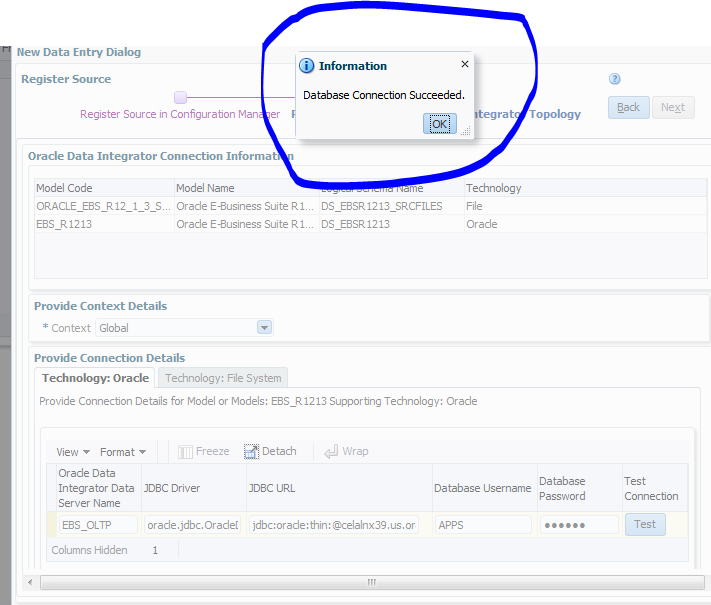 New Data Entry Dialog
Information
Database Connection Succeeded.
OK
Register Source
Register Source in Configuration Manager
Integrator Topology
Back
Next
Oracle Data Integrator Connection Information
Model Code Model Name Logical Schema Name Technology
ORACLE_EBS_R12_1_3_S... Oracle E-Business Suite R1... DS_EBSR1213_SRCFILES File
EBS_R1213 Oracle E-Business Suite R1... DS_EBSR1213 Oracle
Provide Context Details
* Context Global
Provide Connection Details
Technology: Oracle Technology: File System
Provide Connection Details for Model or Models: EBS_R1213 Supporting Technology: Oracle
View Format Freeze Detach Wrap
Oracle Data Integrator Data Server Name JDBC Driver JDBC URL Database Username Database Password Test Connection
EBS_OLTP oracle.jdbc.OracleD jdbc:oracle:thin:@celalnx39.us.or APPS •••••• Test
Columns Hidden 1